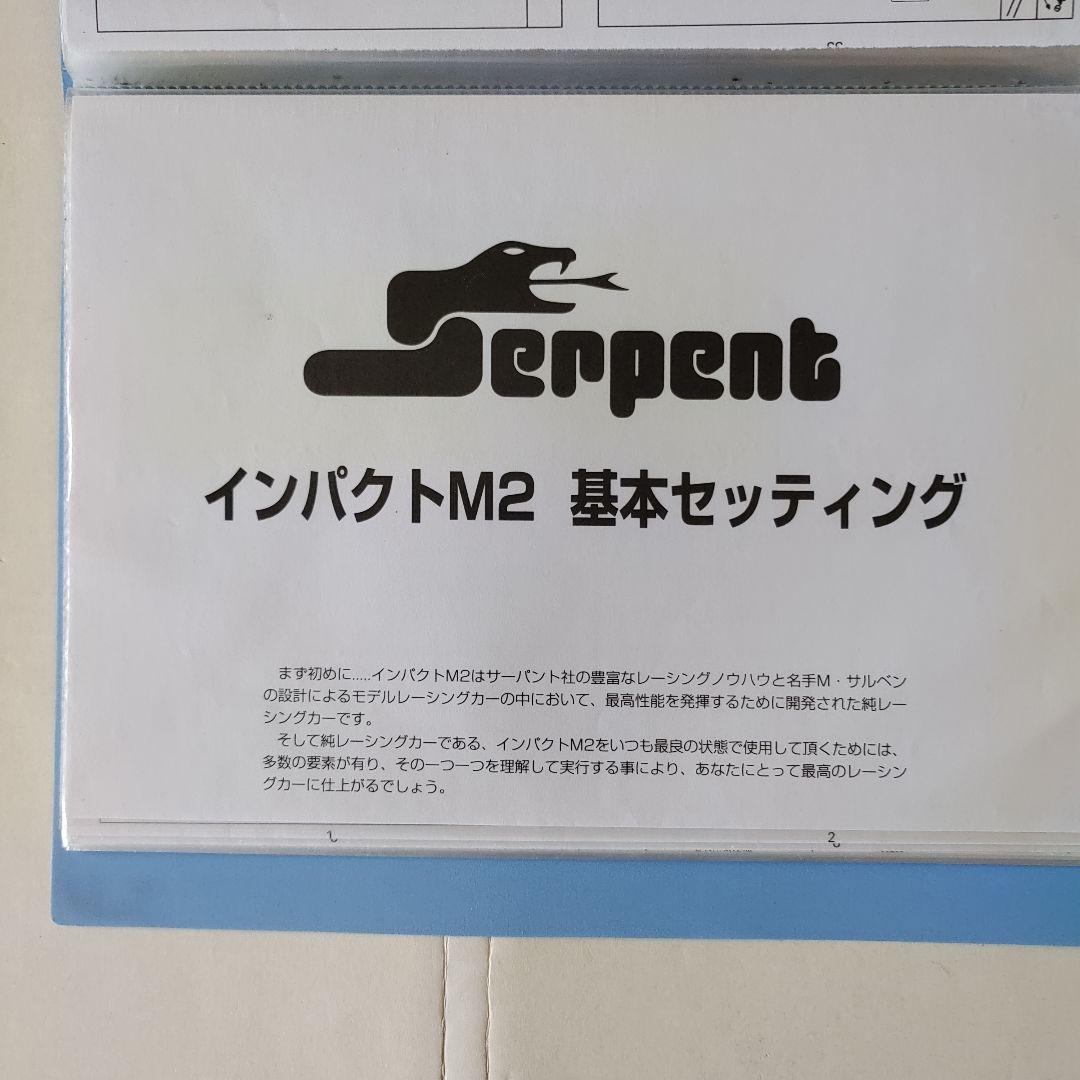 Serpent
インパクトM2 基本セッティング
まず初めに.....インパクトM2はサーパント社の豊富なレーシングノウハウと名手M・サルベン
の設計によるモデルレーシングカーの中において、最高性能を発揮するために開発された純レー
シングカーです。
そして純レーシングカーである、インパクトM2をいつも最良の状態で使用して頂くためには、
多数の要素が有り、その一つ一つを理解して実行する事により、あなたにとって最高のレーシン
グカーに仕上がるでしょう。
2